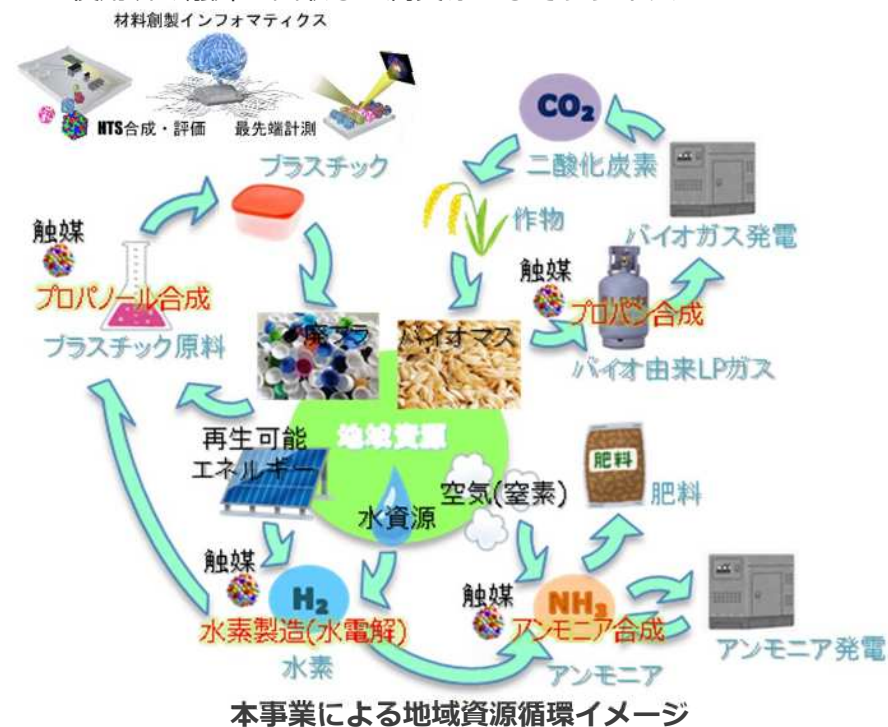 材料創製インフォマティクス
HTS合成・評価
最先端計測
プラスチック
CO₂
二酸化炭素
作物
バイオガス発電
触媒
プロパノール合成
プラスチック原料
触媒
プロパン合成
バイオ由来LPガス
廃プラ
バイオマス
地域資源
再生可能
エネルギー
水資源
空気(窒素)
肥料
肥料
触媒
H₂
水素製造(水電解)
水素
触媒
NH₃
アンモニア合成
アンモニア
アンモニア発電
本事業による地域資源循環イメージ